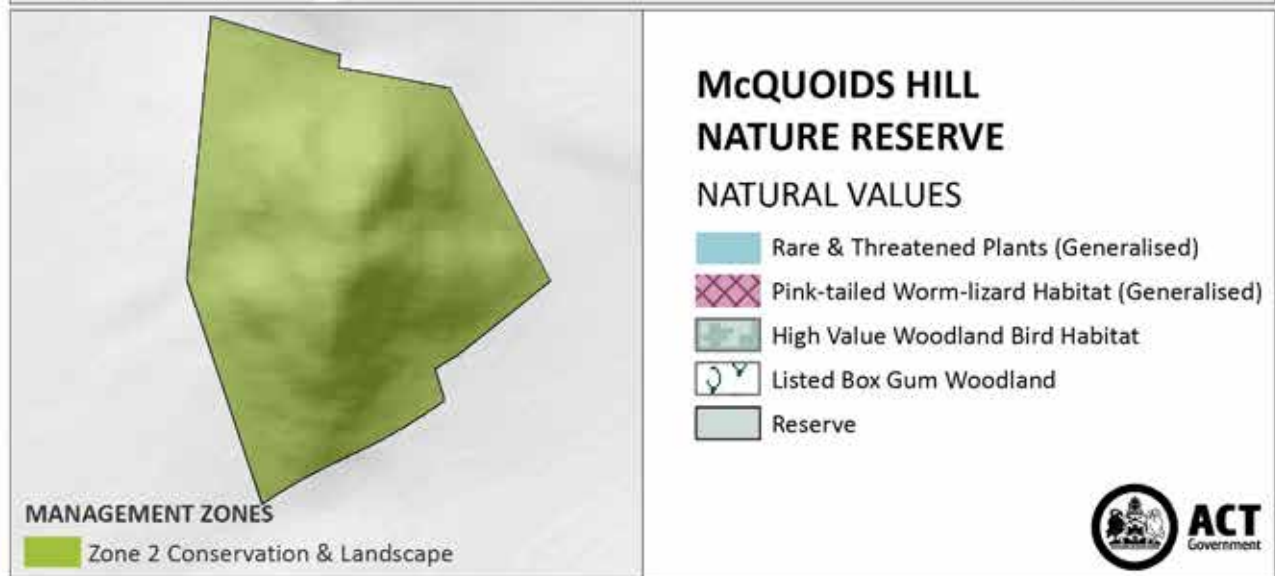 MANAGEMENT ZONES
Zone 2 Conservation & Landscape
McQUOIDS HILL
NATURE RESERVE
NATURAL VALUES
Rare & Threatened Plants (Generalised)
Pink-tailed Worm-lizard Habitat (Generalised)
High Value Woodland Bird Habitat
Listed Box Gum Woodland
Reserve
ACT
Government